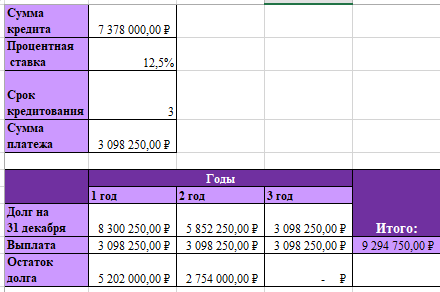 Сумма
кредита 7 378 000,00 ₽
Процентная
ставка 12,5%
Срок
кредитования 3
Сумма
платежа 3 098 250,00 ₽
Годы
1 год 2 год 3 год
Долг на
31 декабря 8 300 250,00 ₽ 5 852 250,00 ₽ 3 098 250,00 ₽ Итого:
Выплата 3 098 250,00 ₽ 3 098 250,00 ₽ 3 098 250,00 ₽ 9 294 750,00 ₽
Остаток
долга 5 202 000,00 ₽ 2 754 000,00 ₽ - ₽